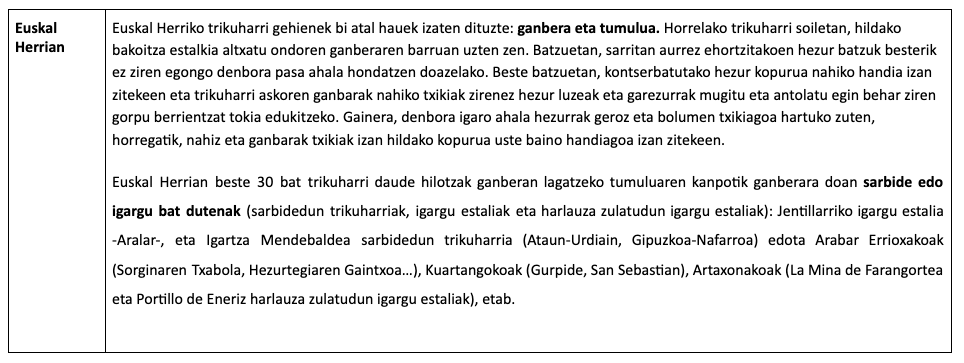 Euskal
Herrian
Euskal Herriko trikuharri gehienek bi atal hauek izaten dituzte: ganbera eta tumulua. Horrelako trikuharri soiletan, hildako
bakoitza estalkia altxatu ondoren ganberaren barruan uzten zen. Batzuetan, sarritan aurrez ehortzitakoen hezur batzuk besterik
ez ziren egongo denbora pasa ahala hondatzen doazelako. Beste batzuetan, kontserbatutako hezur kopurua nahiko handia izan
zitekeen eta trikuharri askoren ganbarak nahiko txikiak zirenez hezur luzeak eta garezurrak mugitu eta antolatu egin behar ziren
gorpu berrientzat tokia edukitzeko. Gainera, denbora igaro ahala hezurrak geroz eta bolumen txikiagoa hartuko zuten,
horregatik, nahiz eta ganbarak txikiak izan hildako kopurua uste baino handiagoa izan zitekeen.
Euskal Herrian beste 30 bat trikuharri daude hilotzak ganberan lagatzeko tumuluaren kanpotik ganberara doan sarbide edo
igargu bat dutenak (sarbidedun trikuharriak, igargu estaliak eta harlauza zulatudun igargu estaliak): Jentillarriko igargu estalia
-Aralar-, eta Igartza Mendebaldea sarbidedun trikuharria (Ataun-Urdiain, Gipuzkoa-Nafarroa) edota Arabar Errioxakoak
(Sorginaren Txabola, Hezurtegiaren Gaintxoa…), Kuartangokoak (Gurpide, San Sebastian), Artaxonakoak (La Mina de Farangortea
eta Portillo de Eneriz harlauza zulatudun igargu estaliak), etab.